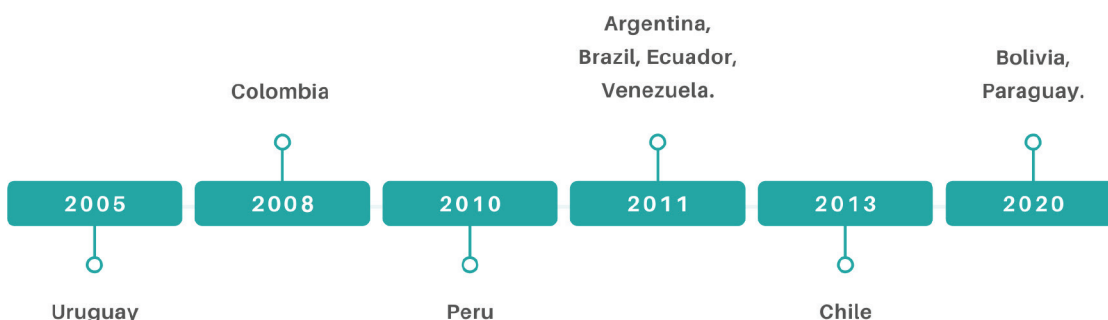 Argentina,
Brazil, Ecuador,
Venezuela.
Bolivia,
Paraguay.
Colombia
2005
2008
2010
2011
2013
2020
Uruguay
Peru
Chile